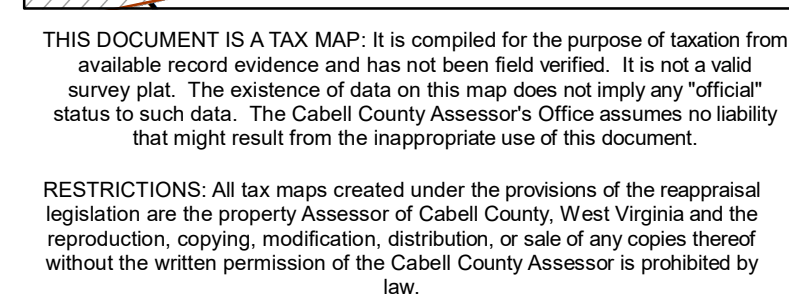 THIS DOCUMENT IS A TAX MAP: It is compiled for the purpose of taxation from
available record evidence and has not been field verified.  It is not a valid
survey plat.  The existence of data on this map does not imply any "official"
status to such data.  The Cabell County Assessor's Office assumes no liability
that might result from the inappropriate use of this document.
RESTRICTIONS: All tax maps created under the provisions of the reappraisal
legislation are the property Assessor of Cabell County, West Virginia and the
reproduction, copying, modification, distribution, or sale of any copies thereof
without the written permission of the Cabell County Assessor is prohibited by
law.